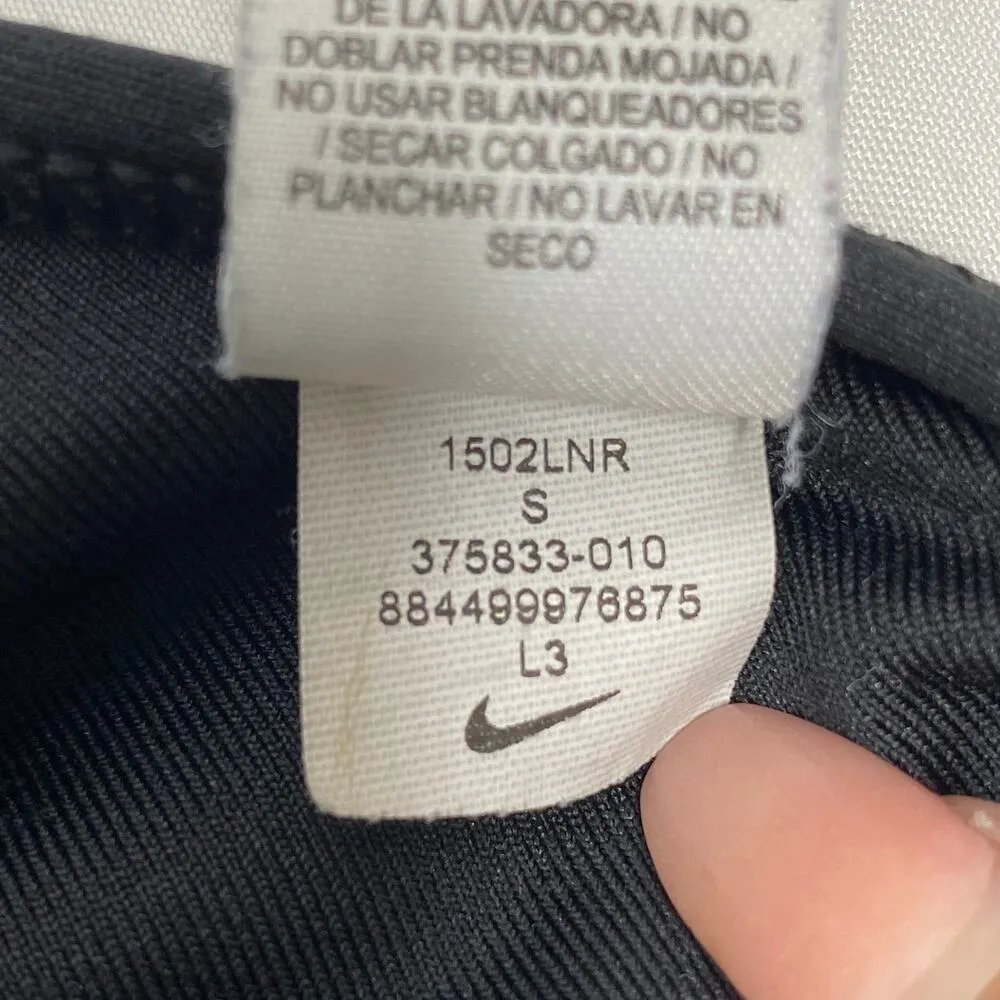 DE LA LAVADORA / NO
DOBLAR PRENDA MOJADA /
NO USAR BLANQUEADORES
/ SECAR COLGADO / NO
PLANCHAR / NO LAVAR EN
SECO
1502LNR
S
375833-010
884499976875
L3